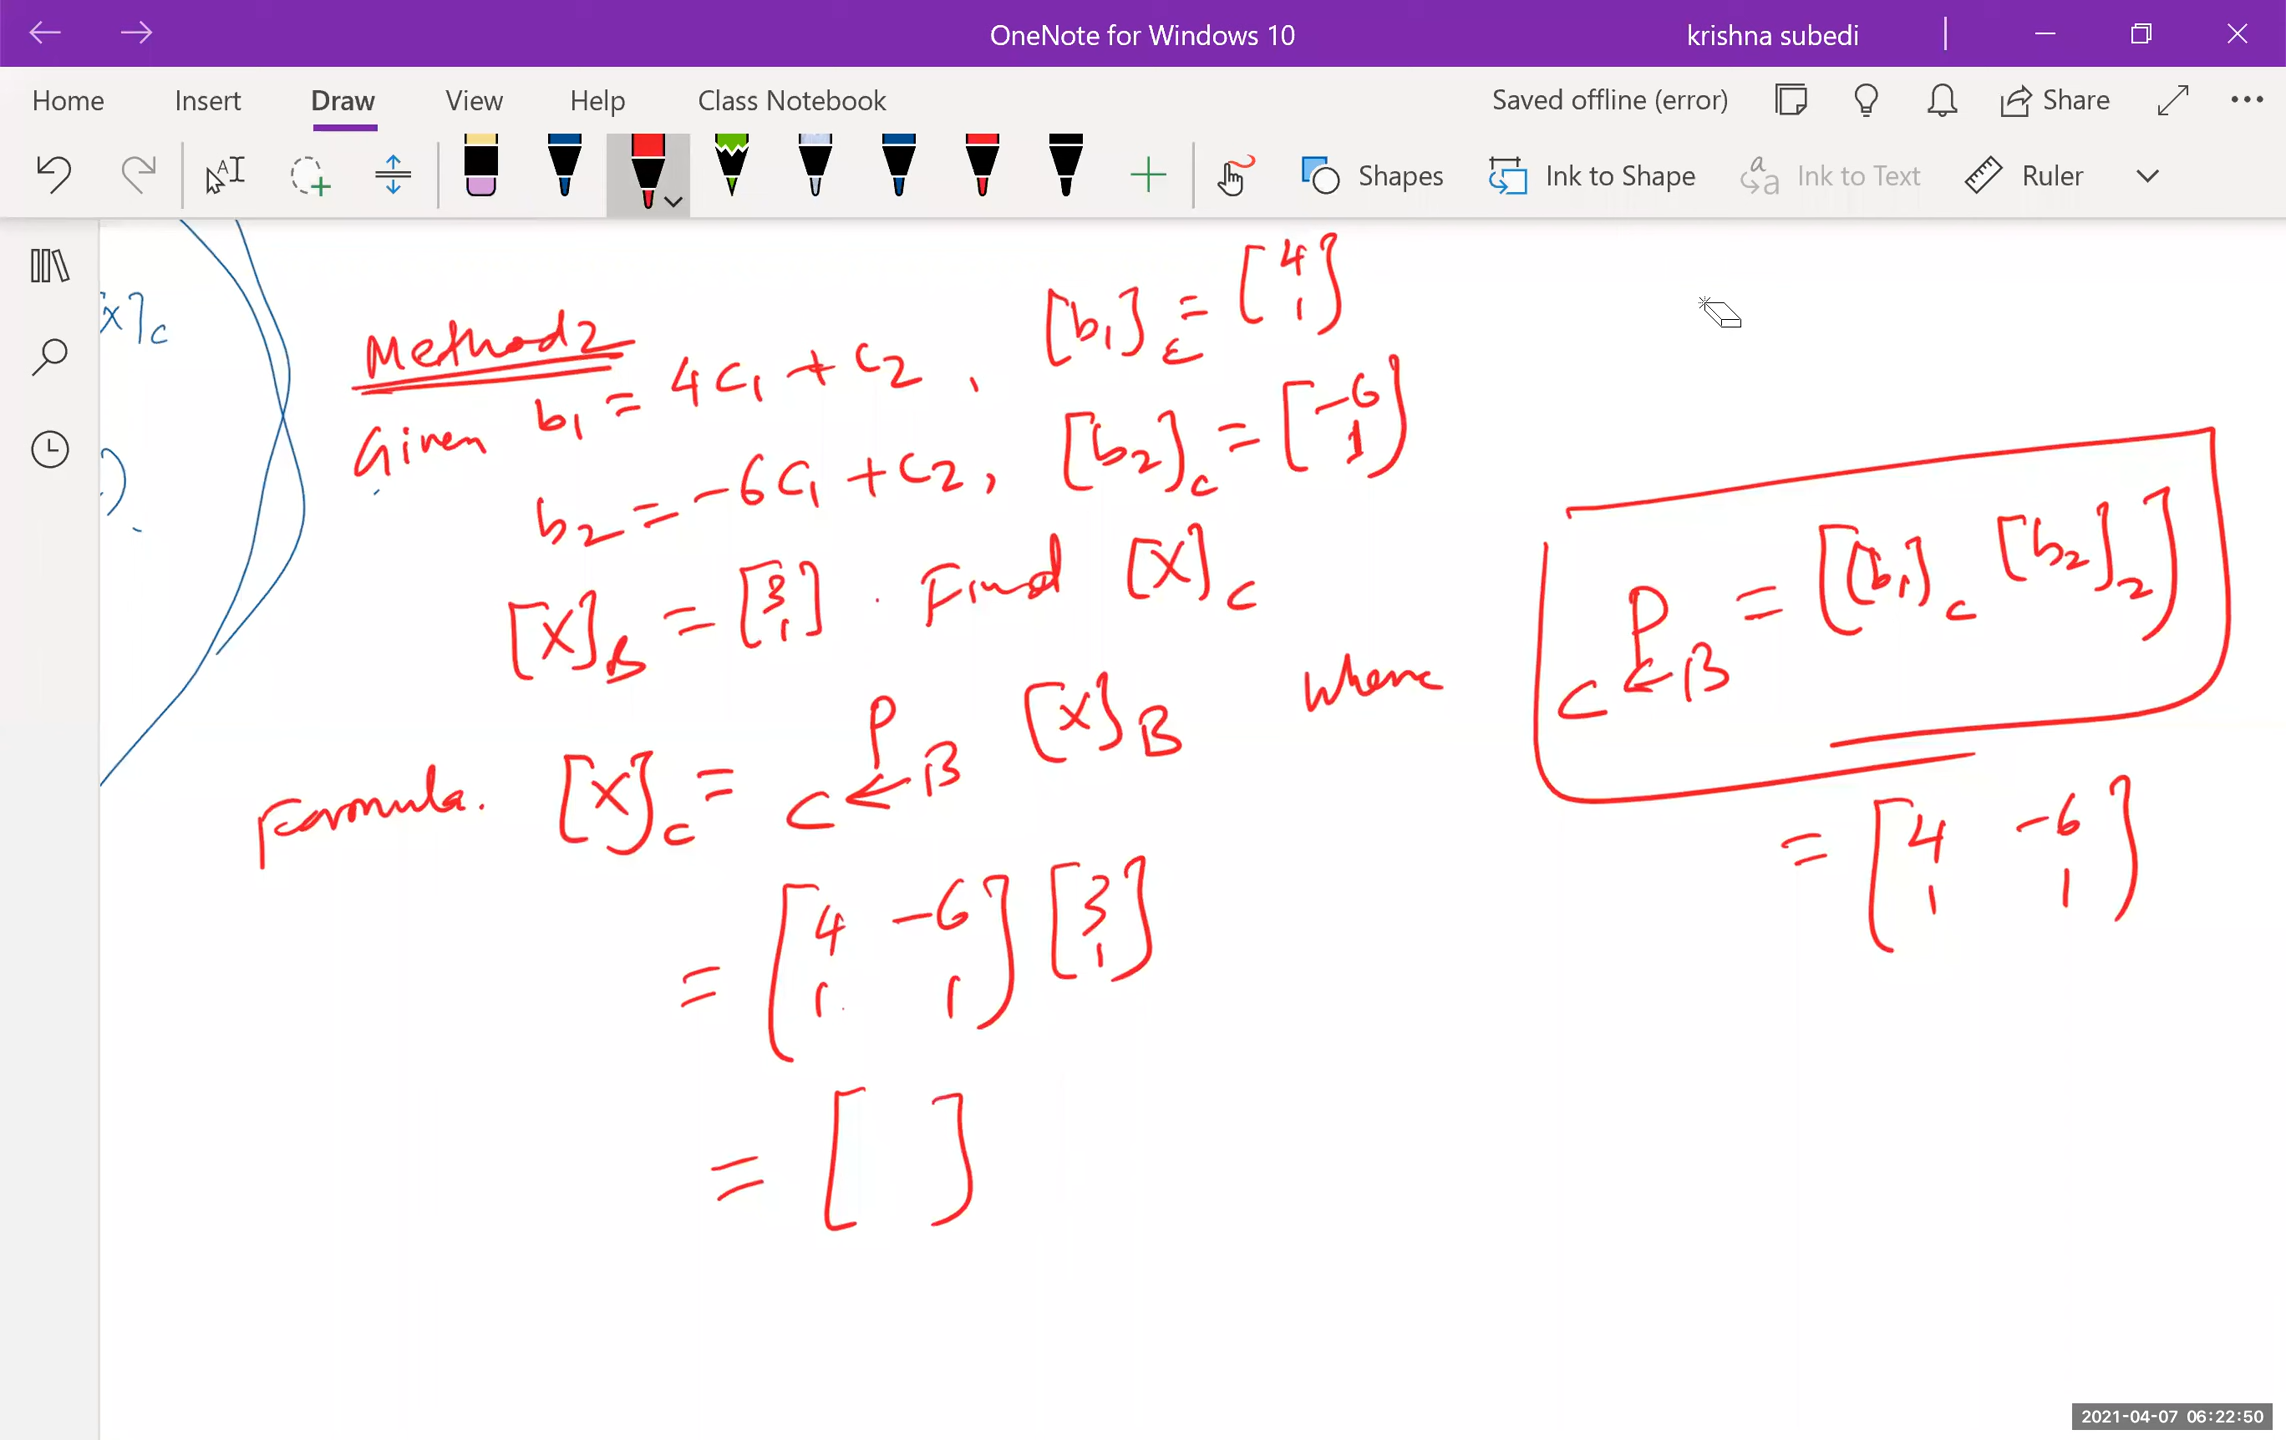 OneNote for Windows 10
krishna subedi
Home Insert Draw View Help Class Notebook
Saved offline (error) Share
Shapes Ink to Shape Ink to Text Ruler
x]c
Method 2
Given b1 = 4c1 + c2 , [b1]c = [4 1]
b2 = -6c1 + c2, [b2]c = [-6 1]
[x]B = [3 1] . Find [x]c
Formula. [x]c = P C←B [x]B where
P C←B = [[b1]c [b2]2]
= [4 -6
1 1]
= [4 -6
1 1] [3
1]
= [ ]
2021-04-07 06:22:50